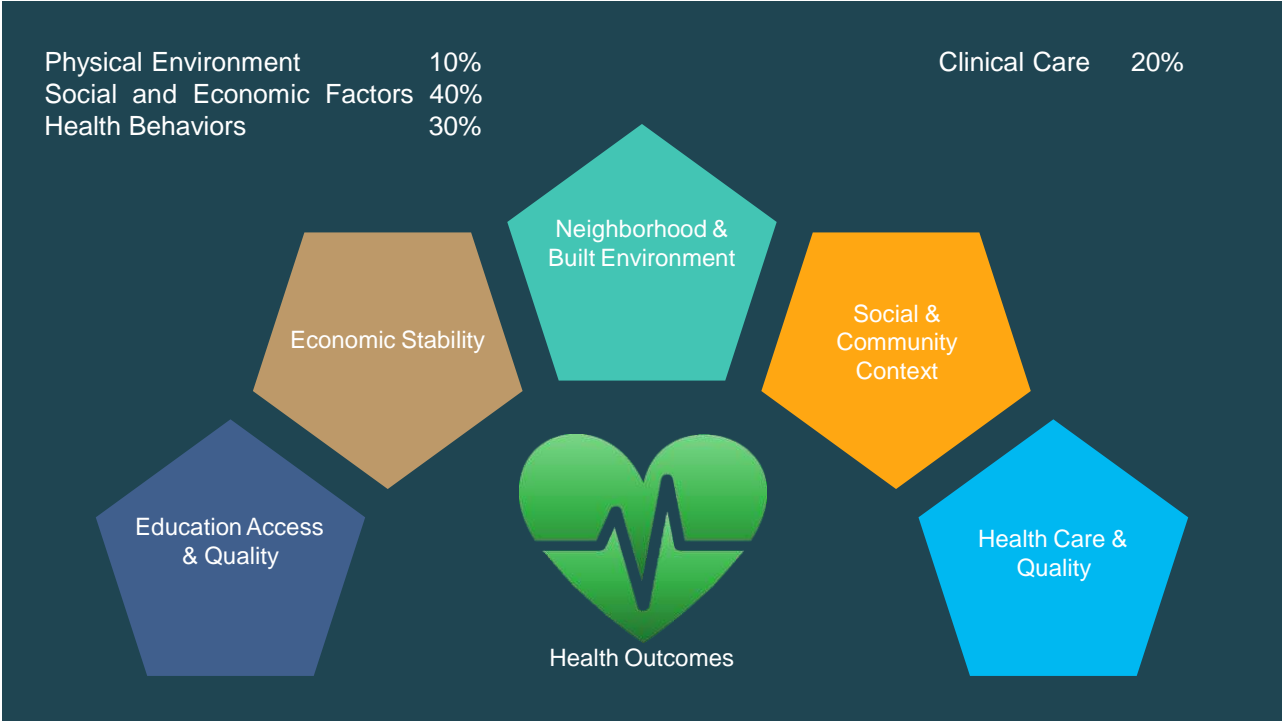 Physical Environment 10%
Social and Economic Factors 40%
Health Behaviors 30%
Clinical Care 20%
Neighborhood &
Built Environment
Economic Stability
Social &
Community
Context
Education Access
& Quality
Health Care &
Quality
Health Outcomes